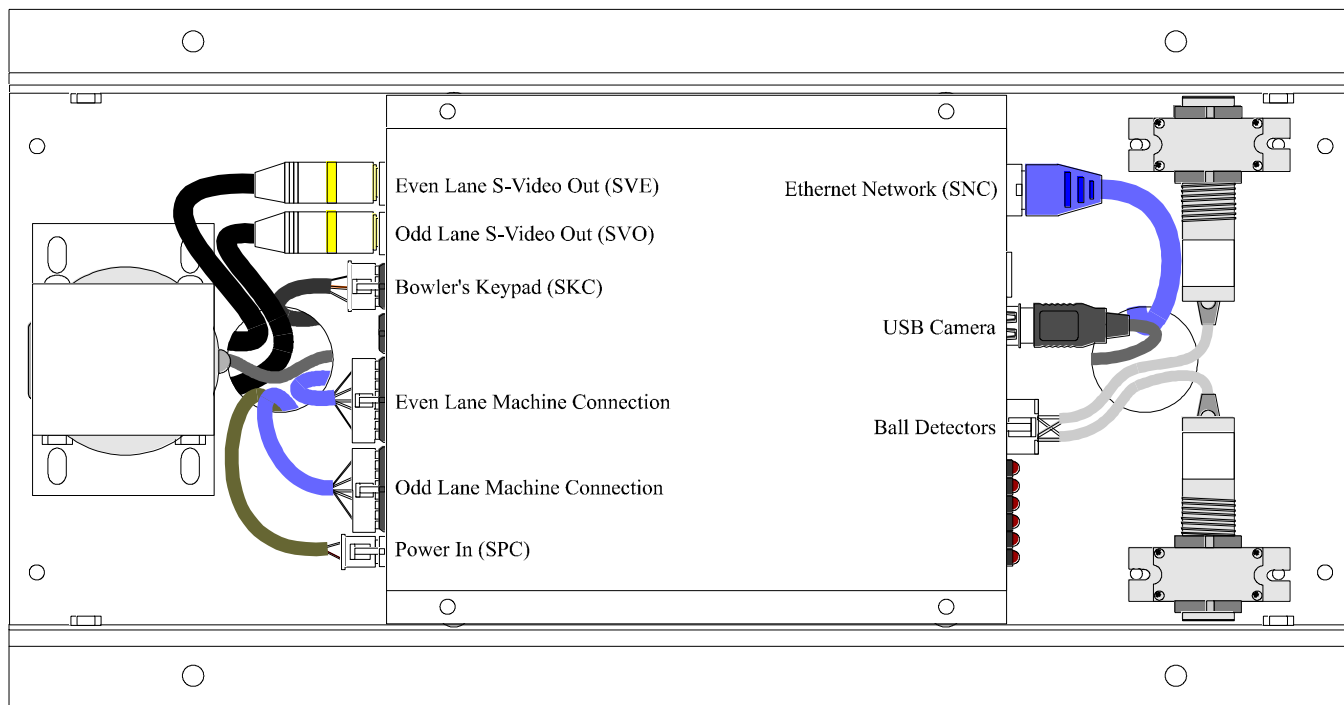 Even Lane S-Video Out (SVE)
Odd Lane S-Video Out (SVO)
Bowler's Keypad (SKC)
Even Lane Machine Connection
Odd Lane Machine Connection
Power In (SPC)
Ethernet Network (SNC)
USB Camera
Ball Detectors